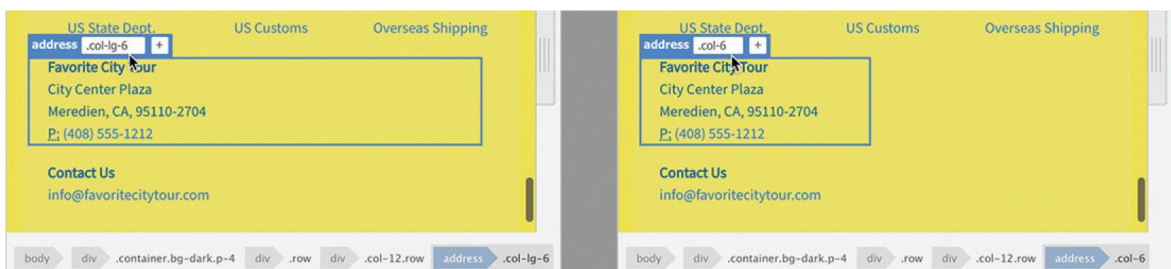 US State Dept. US Customs Overseas Shipping
address .col-lg-6 +
Favorite City Tour
City Center Plaza
Meredien, CA, 95110-2704
P: (408) 555-1212
Contact Us
info@favoritecitytour.com
body div .container.bg-dark.p-4 div .row div .col-12.row address .col-lg-6
US State Dept. US Customs Overseas Shipping
address .col-6 +
Favorite City Tour
City Center Plaza
Meredien, CA, 95110-2704
P: (408) 555-1212
Contact Us
info@favoritecitytour.com
body div .container.bg-dark.p-4 div .row div .col-12.row address .col-6